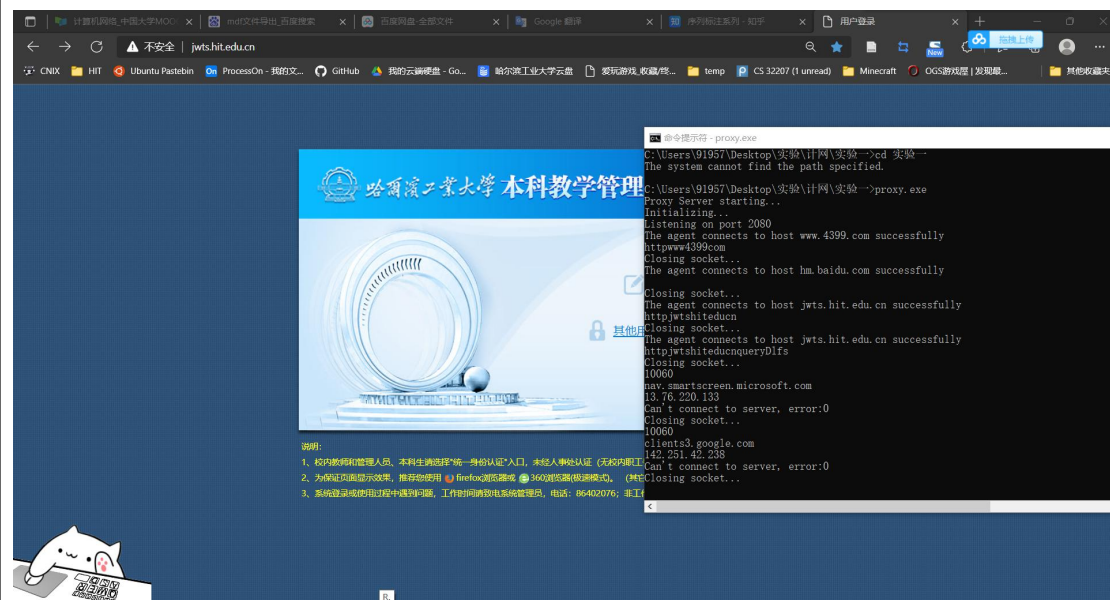 计算机网络_中国大学MOO
mdf文件导出_百度搜索
百度网盘-全部文件
Google 翻译
序列标注系列 - 知乎
用户登录
不安全 | jwts.hit.edu.cn
New
拖拽上传
CNIX
HIT
Ubuntu Pastebin
On ProcessOn - 我的文...
GitHub
我的云端硬盘 - Go...
哈尔滨工业大学云盘
爱玩游戏_收藏/终...
temp
P CS 32207 (1 unread)
Minecraft
OGS游戏屋 | 发现最...
其他收藏夹
哈爾濱工業大学 本科教学管理
其他用
说明:
1、校内教师和管理人员、本科生请选择"统一身份认证"入口，未经人事处认证 (无校内职工
2、为保证页面显示效果，推荐您使用 firefox浏览器或 360浏览器(极速模式)。 (其它
3、系统登录或使用过程中遇到问题，工作时间请致电系统管理员，电话：86402076；非工作
命令提示符 - proxy.exe
C:\Users\91957\Desktop\实验\计网\实验一>cd 实验一
The system cannot find the path specified.
C:\Users\91957\Desktop\实验\计网\实验一>proxy.exe
Proxy Server starting...
Initializing...
Listening on port 2080
The agent connects to host www.4399.com successfully
httpwww4399com
Closing socket...
The agent connects to host hm.baidu.com successfully
Closing socket...
The agent connects to host jwts.hit.edu.cn successfully
httpjwtshiteducn
Closing socket...
The agent connects to host jwts.hit.edu.cn successfully
httpjwtshiteducnqueryDlfs
Closing socket...
10060
nav.smartscreen.microsoft.com
13.76.220.133
Can't connect to server, error:0
Closing socket...
10060
clients3.google.com
142.251.42.238
Can't connect to server, error:0
Closing socket...
R.